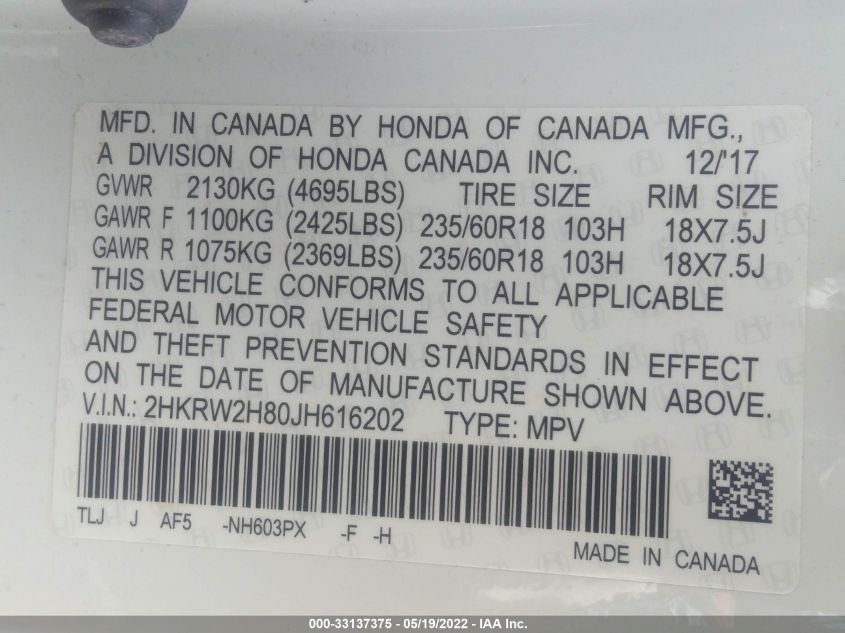 MFD. IN CANADA BY HONDA OF CANADA MFG.,
A DIVISION OF HONDA CANADA INC. 12/'17
GVWR 2130KG (4695LBS) TIRE SIZE RIM SIZE
GAWR F 1100KG (2425LBS) 235/60R18 103H 18X7.5J
GAWR R 1075KG (2369LBS) 235/60R18 103H 18X7.5J
THIS VEHICLE CONFORMS TO ALL APPLICABLE
FEDERAL MOTOR VEHICLE SAFETY
AND THEFT PREVENTION STANDARDS IN EFFECT
ON THE DATE OF MANUFACTURE SHOWN ABOVE.
V.I.N.: 2HKRW2H80JH616202 TYPE: MPV
TLJ J AF5 -NH603PX -F -H
MADE IN CANADA
000-33137375 - 05/19/2022 - IAA Inc.